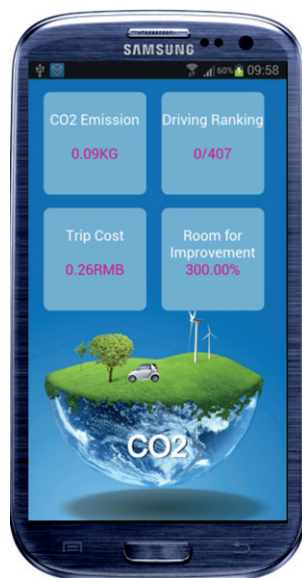 SAMSUNG
60% 09:58
CO2 Emission
0.09KG
Driving Ranking
0/407
Trip Cost
0.26RMB
Room for
Improvement
300.00%
CO2